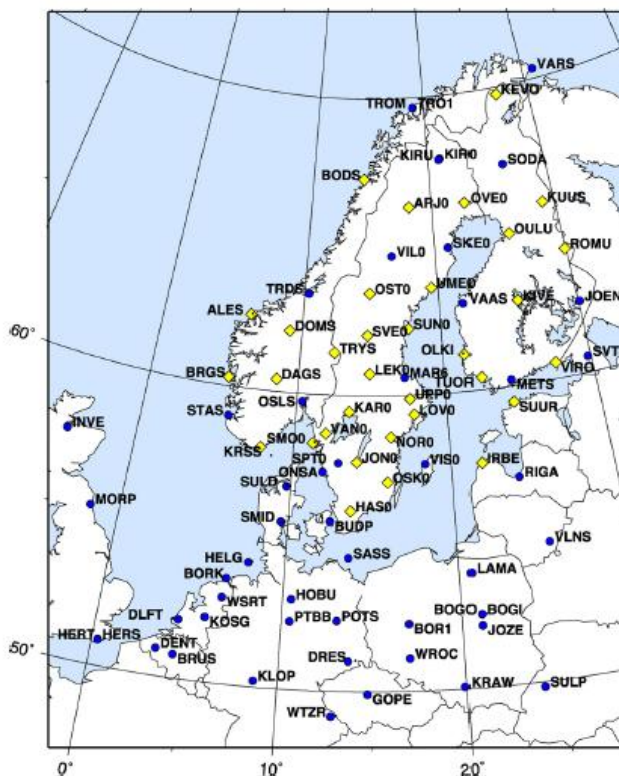 VARS
KEVO
TROM TRO1
KIRU KIR0
SODA
BODS
ARJ0 OVE0 KUUS
OULU
SKE0 ROMU
VIL0
UME0
TRDS OST0
VAAS KIVE JOEN
ALES
DOMS SVE0 SUN0
60°
TRYS OLKI SVTL
VIRO
BRGS DAGS LEK0 MAR6
TUOR METS
STAS OSLS UPP0 SUUR
KAR0 LOV0
INVE
SMO0 VAN0
KRSS NOR0
SPT0 JON0 VIS0 IRBE
ONSA RIGA
SULD OSK0
MORP
SMID HAS0
BUDP
VLNS
HELG SASS
BORK LAMA
WSRT HOBU
DLFT BOGO BOGI
KOSG PTBB POTS
BOR1 JOZE
HERT HERS
DENT
50° BRUS DRES WROC
KLOP KRAW SULP
GOPE
WTZR
0° 10° 20°